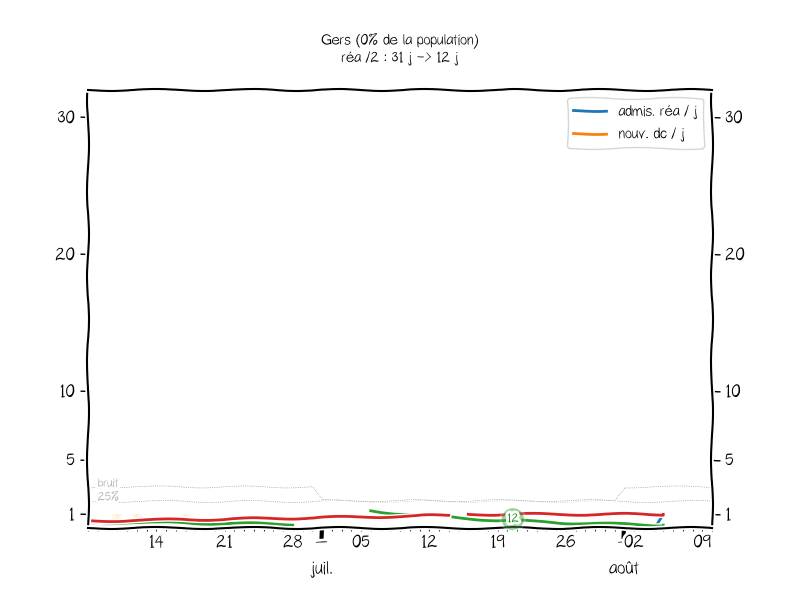 Gers (0% de la population)
réa /2 : 31 j -> 12 j
admis. réa / j
nouv. dc / j
30 30
20 20
10 10
5 5
bruit
25%
1 12 1
14 21 28 05 12 19 26 02 09
juil. août